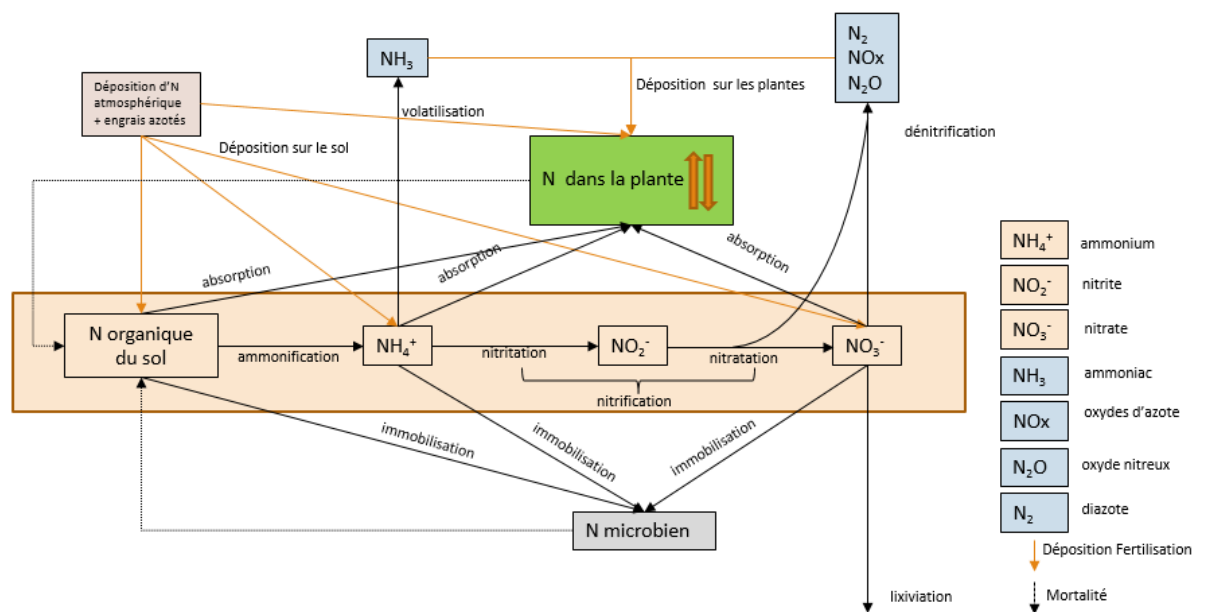 N₂
NOx
N₂O
NH₃
Déposition d'N
atmosphérique
+ engrais azotés
Déposition sur les plantes
volatilisation
dénitrification
Déposition sur le sol
N dans la plante
absorption
absorption
absorption
N organique
du sol
ammonification
NH₄⁺
nitritation
NO₂⁻
nitratation
NO₃⁻
nitrification
immobilisation
immobilisation
immobilisation
N microbien
lixiviation
NH₄⁺ ammonium
NO₂⁻ nitrite
NO₃⁻ nitrate
NH₃ ammoniac
NOx oxydes d'azote
N₂O oxyde nitreux
N₂ diazote
Déposition Fertilisation
Mortalité